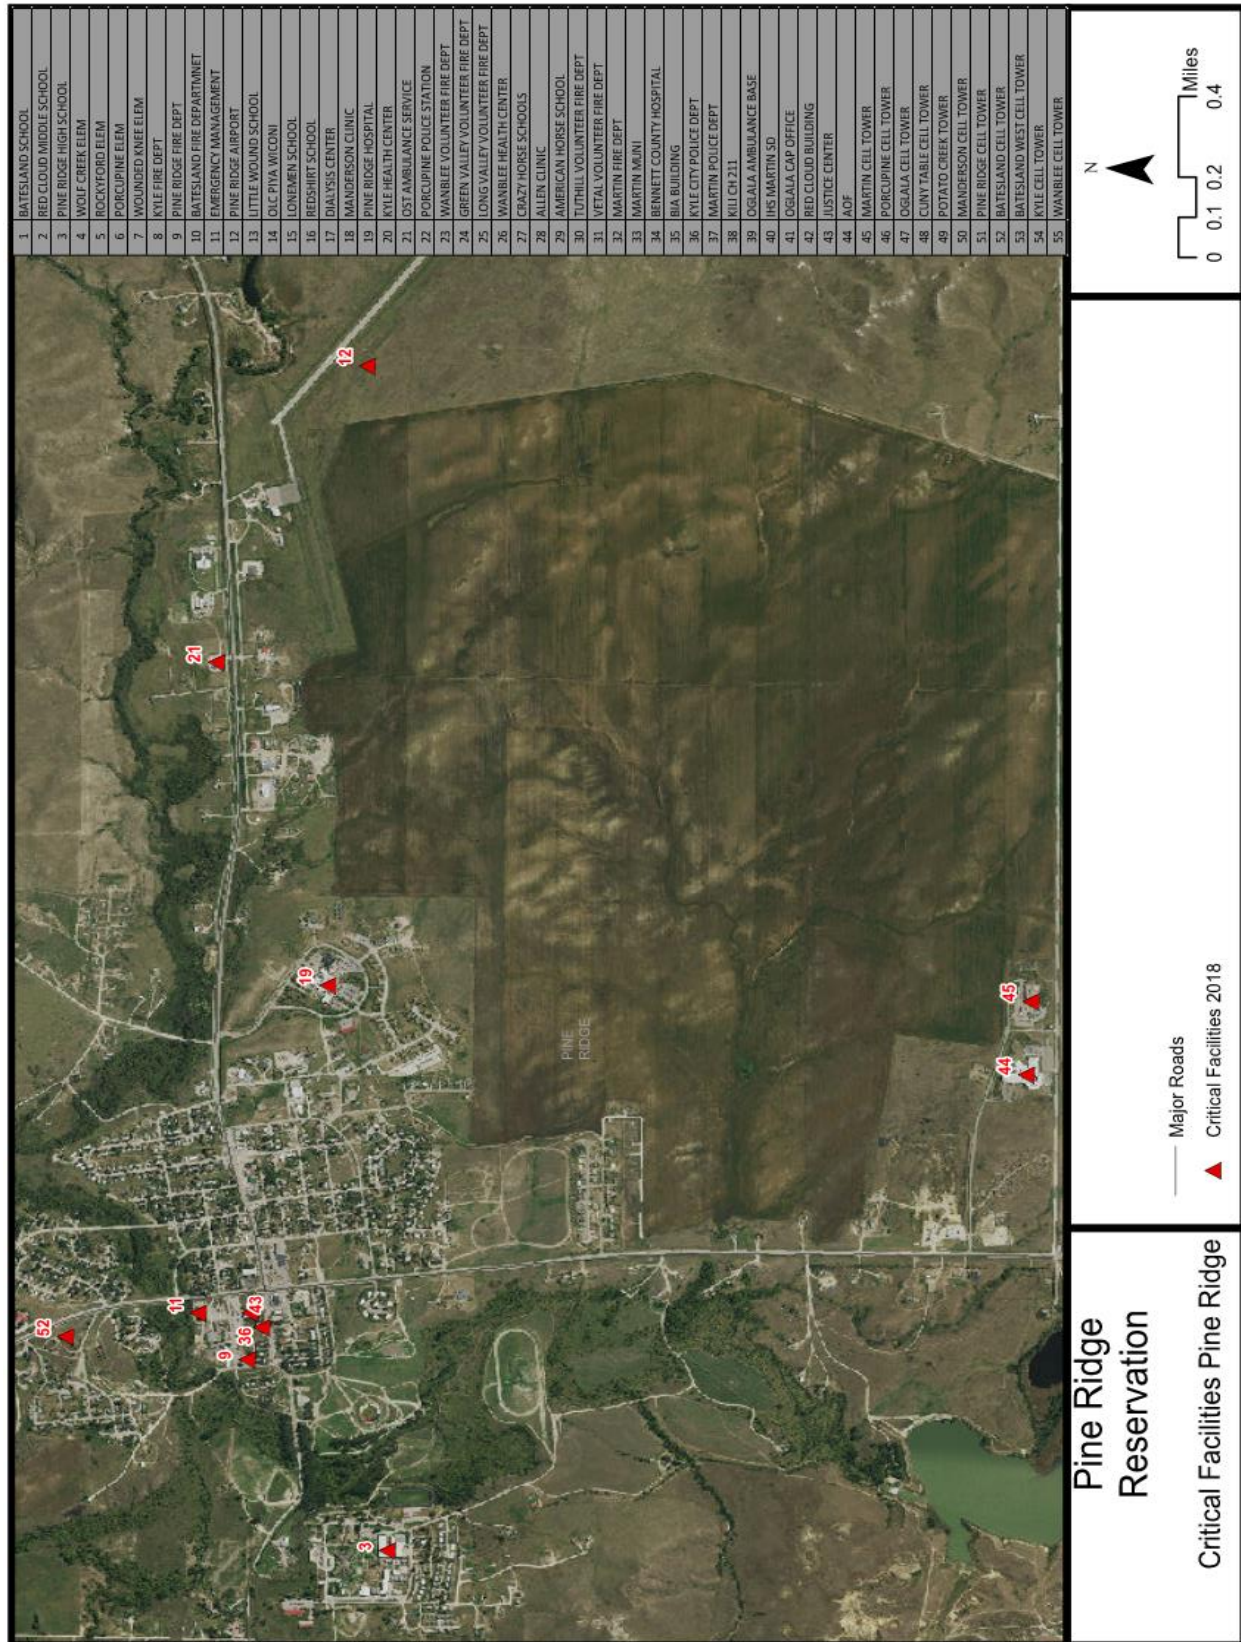 1 BATESLAND SCHOOL
2 RED CLOUD MIDDLE SCHOOL
3 PINE RIDGE HIGH SCHOOL
4 WOLF CREEK ELEM
5 ROCKYFORD ELEM
6 PORCUPINE ELEM
7 WOUNDED KNEE ELEM
8 KYLE FIRE DEPT
9 PINE RIDGE FIRE DEPT
10 BATESLAND FIRE DEPARTMNET
11 EMERGENCY MANAGEMENT
12 PINE RIDGE AIRPORT
13 LITTLE WOUND SCHOOL
14 OLC PIYA WICONI
15 LONEMEN SCHOOL
16 REDSHIRT SCHOOL
17 DIALYSIS CENTER
18 MANDERSON CLINIC
19 PINE RIDGE HOSPITAL
20 KYLE HEALTH CENTER
21 OST AMBULANCE SERVICE
22 PORCUPINE POLICE STATION
23 WANBLEE VOLUNTEER FIRE DEPT
24 GREEN VALLEY VOLUNTEER FIRE DEPT
25 LONG VALLEY VOLUNTEER FIRE DEPT
26 WANBLEE HEALTH CENTER
27 CRAZY HORSE SCHOOLS
28 ALLEN CLINIC
29 AMERICAN HORSE SCHOOL
30 TUTHILL VOLUNTEER FIRE DEPT
31 VETAL VOLUNTEER FIRE DEPT
32 MARTIN FIRE DEPT
33 MARTIN MUNI
34 BENNETT COUNTY HOSPITAL
35 BIA BUILDING
36 KYLE CITY POLICE DEPT
37 MARTIN POLICE DEPT
38 KILI CH 211
39 OGLALA AMBULANCE BASE
40 IHS MARTIN SD
41 OGLALA CAP OFFICE
42 RED CLOUD BUILDING
43 JUSTICE CENTER
44 AOF
45 MARTIN CELL TOWER
46 PORCUPINE CELL TOWER
47 OGLALA CELL TOWER
48 CUNY TABLE CELL TOWER
49 POTATO CREEK TOWER
50 MANDERSON CELL TOWER
51 PINE RIDGE CELL TOWER
52 BATESLAND CELL TOWER
53 BATESLAND WEST CELL TOWER
54 KYLE CELL TOWER
55 WANBLEE CELL TOWER
52
11
9
36
43
3
19
21
12
44
45
PINE
RIDGE
Pine Ridge
Reservation
Critical Facilities Pine Ridge
Major Roads
Critical Facilities 2018
N
Miles
0 0.1 0.2 0.4